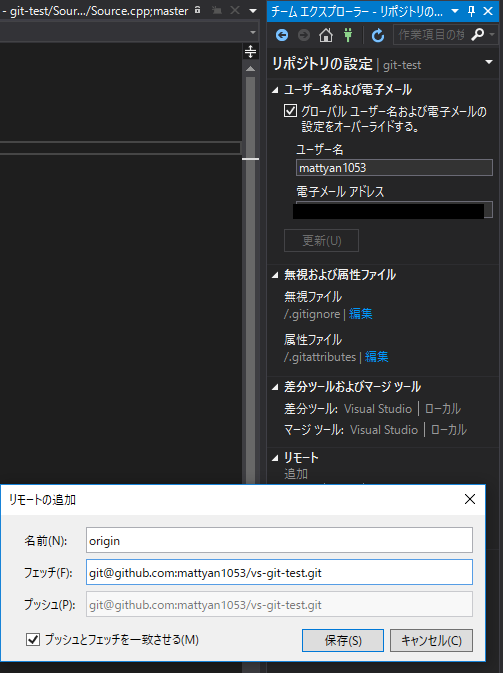 - git-test/Sour.../Source.cpp;master
チーム エクスプローラー - リポジトリの...
作業項目の検
リポジトリの設定 | git-test
ユーザー名および電子メール
グローバル ユーザー名および電子メールの
設定をオーバーライドする。
ユーザー名
mattyan1053
電子メール アドレス
更新(U)
無視および属性ファイル
無視ファイル
/.gitignore | 編集
属性ファイル
/.gitattributes | 編集
差分ツールおよびマージ ツール
差分ツール: Visual Studio | ローカル
マージ ツール: Visual Studio | ローカル
リモート
追加
リモートの追加
名前(N):
origin
フェッチ(F):
git@github.com:mattyan1053/vs-git-test.git
プッシュ(P):
git@github.com:mattyan1053/vs-git-test.git
プッシュとフェッチを一致させる(M)
保存(S)
キャンセル(C)